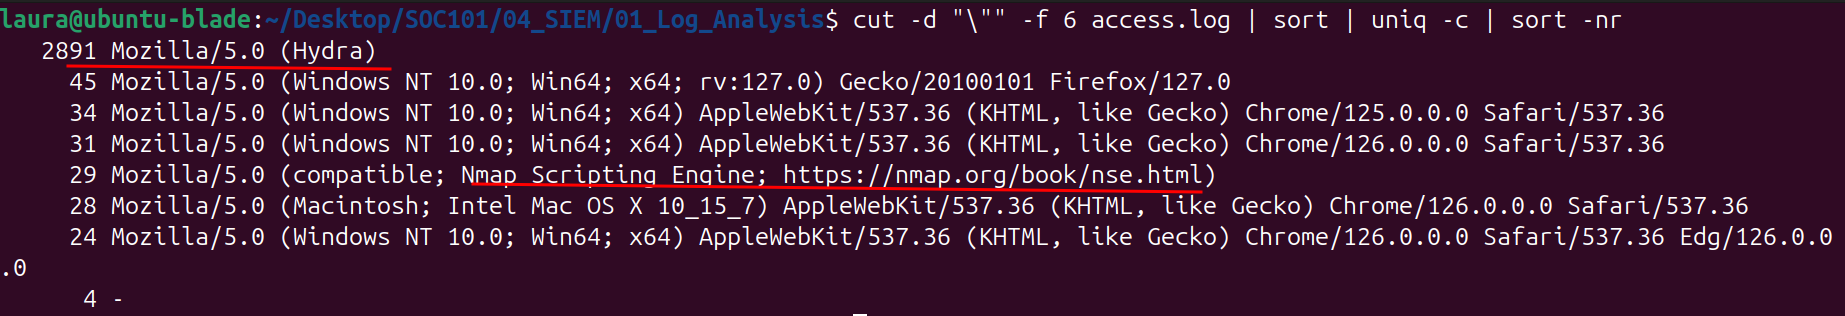 laura@ubuntu-blade:~/Desktop/SOC101/04_SIEM/01_Log_Analysis$ cut -d "\"" -f 6 access.log | sort | uniq -c | sort -nr
2891 Mozilla/5.0 (Hydra)
45 Mozilla/5.0 (Windows NT 10.0; Win64; x64; rv:127.0) Gecko/20100101 Firefox/127.0
34 Mozilla/5.0 (Windows NT 10.0; Win64; x64) AppleWebKit/537.36 (KHTML, like Gecko) Chrome/125.0.0.0 Safari/537.36
31 Mozilla/5.0 (Windows NT 10.0; Win64; x64) AppleWebKit/537.36 (KHTML, like Gecko) Chrome/126.0.0.0 Safari/537.36
29 Mozilla/5.0 (compatible; Nmap Scripting Engine; https://nmap.org/book/nse.html)
28 Mozilla/5.0 (Macintosh; Intel Mac OS X 10_15_7) AppleWebKit/537.36 (KHTML, like Gecko) Chrome/126.0.0.0 Safari/537.36
24 Mozilla/5.0 (Windows NT 10.0; Win64; x64) AppleWebKit/537.36 (KHTML, like Gecko) Chrome/126.0.0.0 Safari/537.36 Edg/126.0.0
.0
4 -